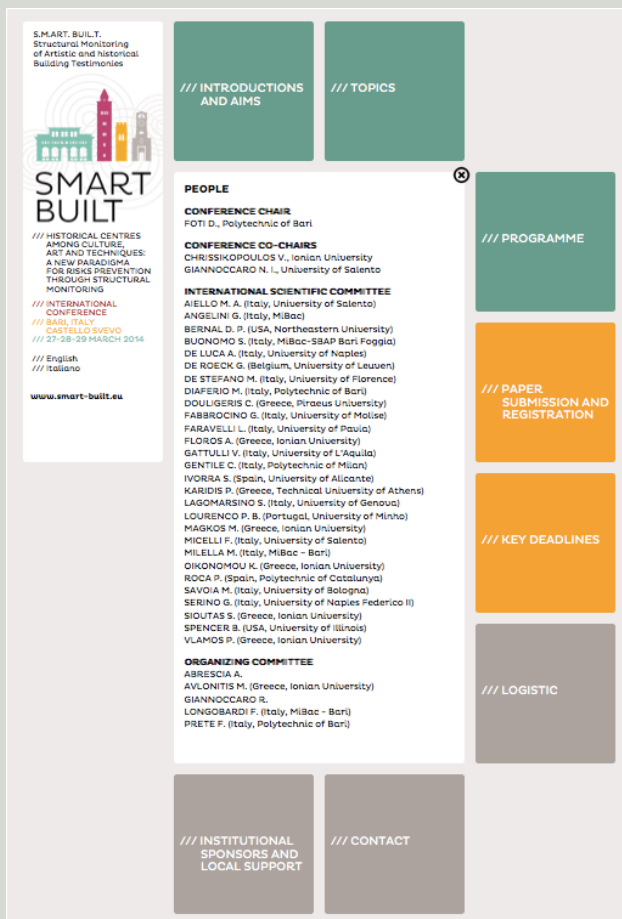 S.M.ART. BUIL.T.
Structural Monitoring
of Artistic and historical
Building Testimonies
SMART
BUILT
/// HISTORICAL CENTRES
AMONG CULTURE,
ART AND TECHNIQUES:
A NEW PARADIGMA
FOR RISKS PREVENTION
THROUGH STRUCTURAL
MONITORING
/// INTERNATIONAL
CONFERENCE
/// BARI, ITALY
CASTELLO SVEVO
/// 27-28-29 MARCH 2014
/// English
/// Italiano
www.smart-built.eu
/// INTRODUCTIONS
AND AIMS
/// TOPICS
PEOPLE
CONFERENCE CHAIR
FOTI D., Polytechnic of Bari
CONFERENCE CO-CHAIRS
CHRISSIKOPOULOS V., Ionian University
GIANNOCCARO N. I., University of Salento
INTERNATIONAL SCIENTIFIC COMMITTEE
AIELLO M. A. (Italy, University of Salento)
ANGELINI G. (Italy, MiBac)
BERNAL D. P. (USA, Northeastern University)
BUONOMO S. (Italy, MiBac-SBAP Bari Foggia)
DE LUCA A. (Italy, University of Naples)
DE ROECK G. (Belgium, University of Leuven)
DE STEFANO M. (Italy, University of Florence)
DIAFERIO M. (Italy, Polytechnic of Bari)
DOULIGERIS C. (Greece, Piraeus University)
FABBROCINO G. (Italy, University of Molise)
FARAVELLI L. (Italy, University of Pavia)
FLOROS A. (Greece, Ionian University)
GATTULLI V. (Italy, University of L'Aquila)
GENTILE C. (Italy, Polytechnic of Milan)
IVORRA S. (Spain, University of Alicante)
KARIDIS P. (Greece, Technical University of Athens)
LAGOMARSINO S. (Italy, University of Genova)
LOURENCO P. B. (Portugal, University of Minho)
MAGKOS M. (Greece, Ionian University)
MICELLI F. (Italy, University of Salento)
MILELLA M. (Italy, MiBac - Bari)
OIKONOMOU K. (Greece, Ionian University)
ROCA P. (Spain, Polytechnic of Catalunya)
SAVOIA M. (Italy, University of Bologna)
SERINO G. (Italy, University of Naples Federico II)
SIOUTAS S. (Greece, Ionian University)
SPENCER B. (USA, University of Illinois)
VLAMOS P. (Greece, Ionian University)
ORGANIZING COMMITTEE
ABRESCIA A.
AVLONITIS M. (Greece, Ionian University)
GIANNOCCARO R.
LONGOBARDI F. (Italy, MiBac - Bari)
PRETE F. (Italy, Polytechnic of Bari)
/// PROGRAMME
/// PAPER
SUBMISSION AND
REGISTRATION
/// KEY DEADLINES
/// LOGISTIC
/// INSTITUTIONAL
SPONSORS AND
LOCAL SUPPORT
/// CONTACT